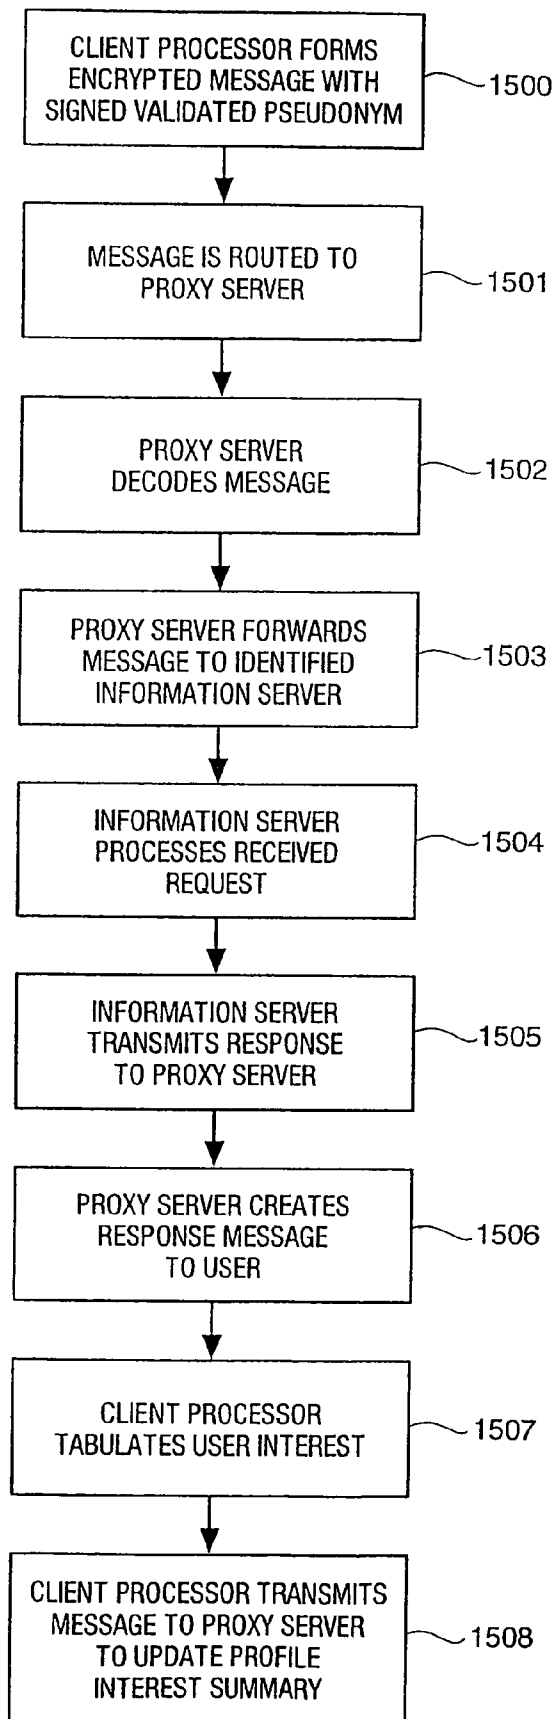 CLIENT PROCESSOR FORMS
ENCRYPTED MESSAGE WITH
SIGNED VALIDATED PSEUDONYM
1500
MESSAGE IS ROUTED TO
PROXY SERVER
1501
PROXY SERVER
DECODES MESSAGE
1502
PROXY SERVER FORWARDS
MESSAGE TO IDENTIFIED
INFORMATION SERVER
1503
INFORMATION SERVER
PROCESSES RECEIVED
REQUEST
1504
INFORMATION SERVER
TRANSMITS RESPONSE
TO PROXY SERVER
1505
PROXY SERVER CREATES
RESPONSE MESSAGE
TO USER
1506
CLIENT PROCESSOR
TABULATES USER INTEREST
1507
CLIENT PROCESSOR TRANSMITS
MESSAGE TO PROXY SERVER
TO UPDATE PROFILE
INTEREST SUMMARY
1508